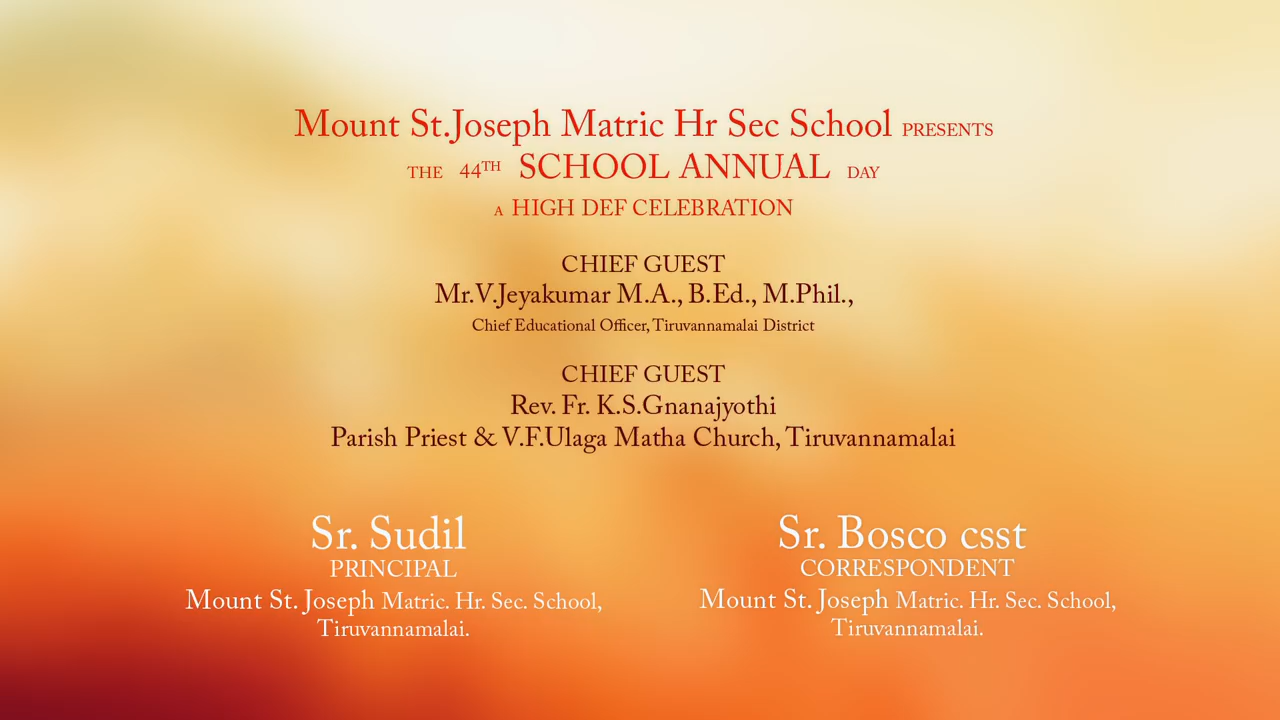 Mount St.Joseph Matric Hr Sec School PRESENTS
THE 44TH SCHOOL ANNUAL DAY
A HIGH DEF CELEBRATION
CHIEF GUEST
Mr.V.Jeyakumar M.A., B.Ed., M.Phil.,
Chief Educational Officer, Tiruvannamalai District
CHIEF GUEST
Rev. Fr. K.S.Gnanajyothi
Parish Priest & V.F.Ulaga Matha Church, Tiruvannamalai
Sr. Sudil
PRINCIPAL
Mount St. Joseph Matric. Hr. Sec. School,
Tiruvannamalai.
Sr. Bosco csst
CORRESPONDENT
Mount St. Joseph Matric. Hr. Sec. School,
Tiruvannamalai.